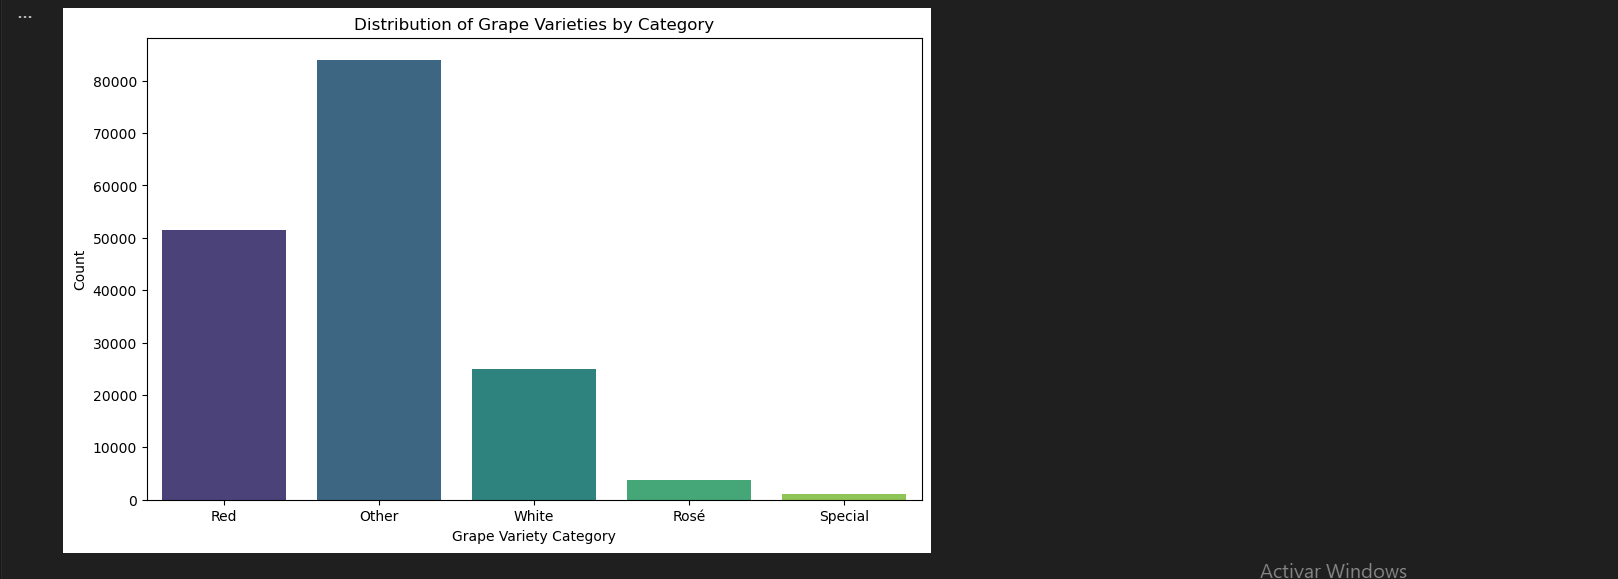 ...
Distribution of Grape Varieties by Category
Count
80000
70000
60000
50000
40000
30000
20000
10000
0
Red Other White Rosé Special
Grape Variety Category
Activar Windows